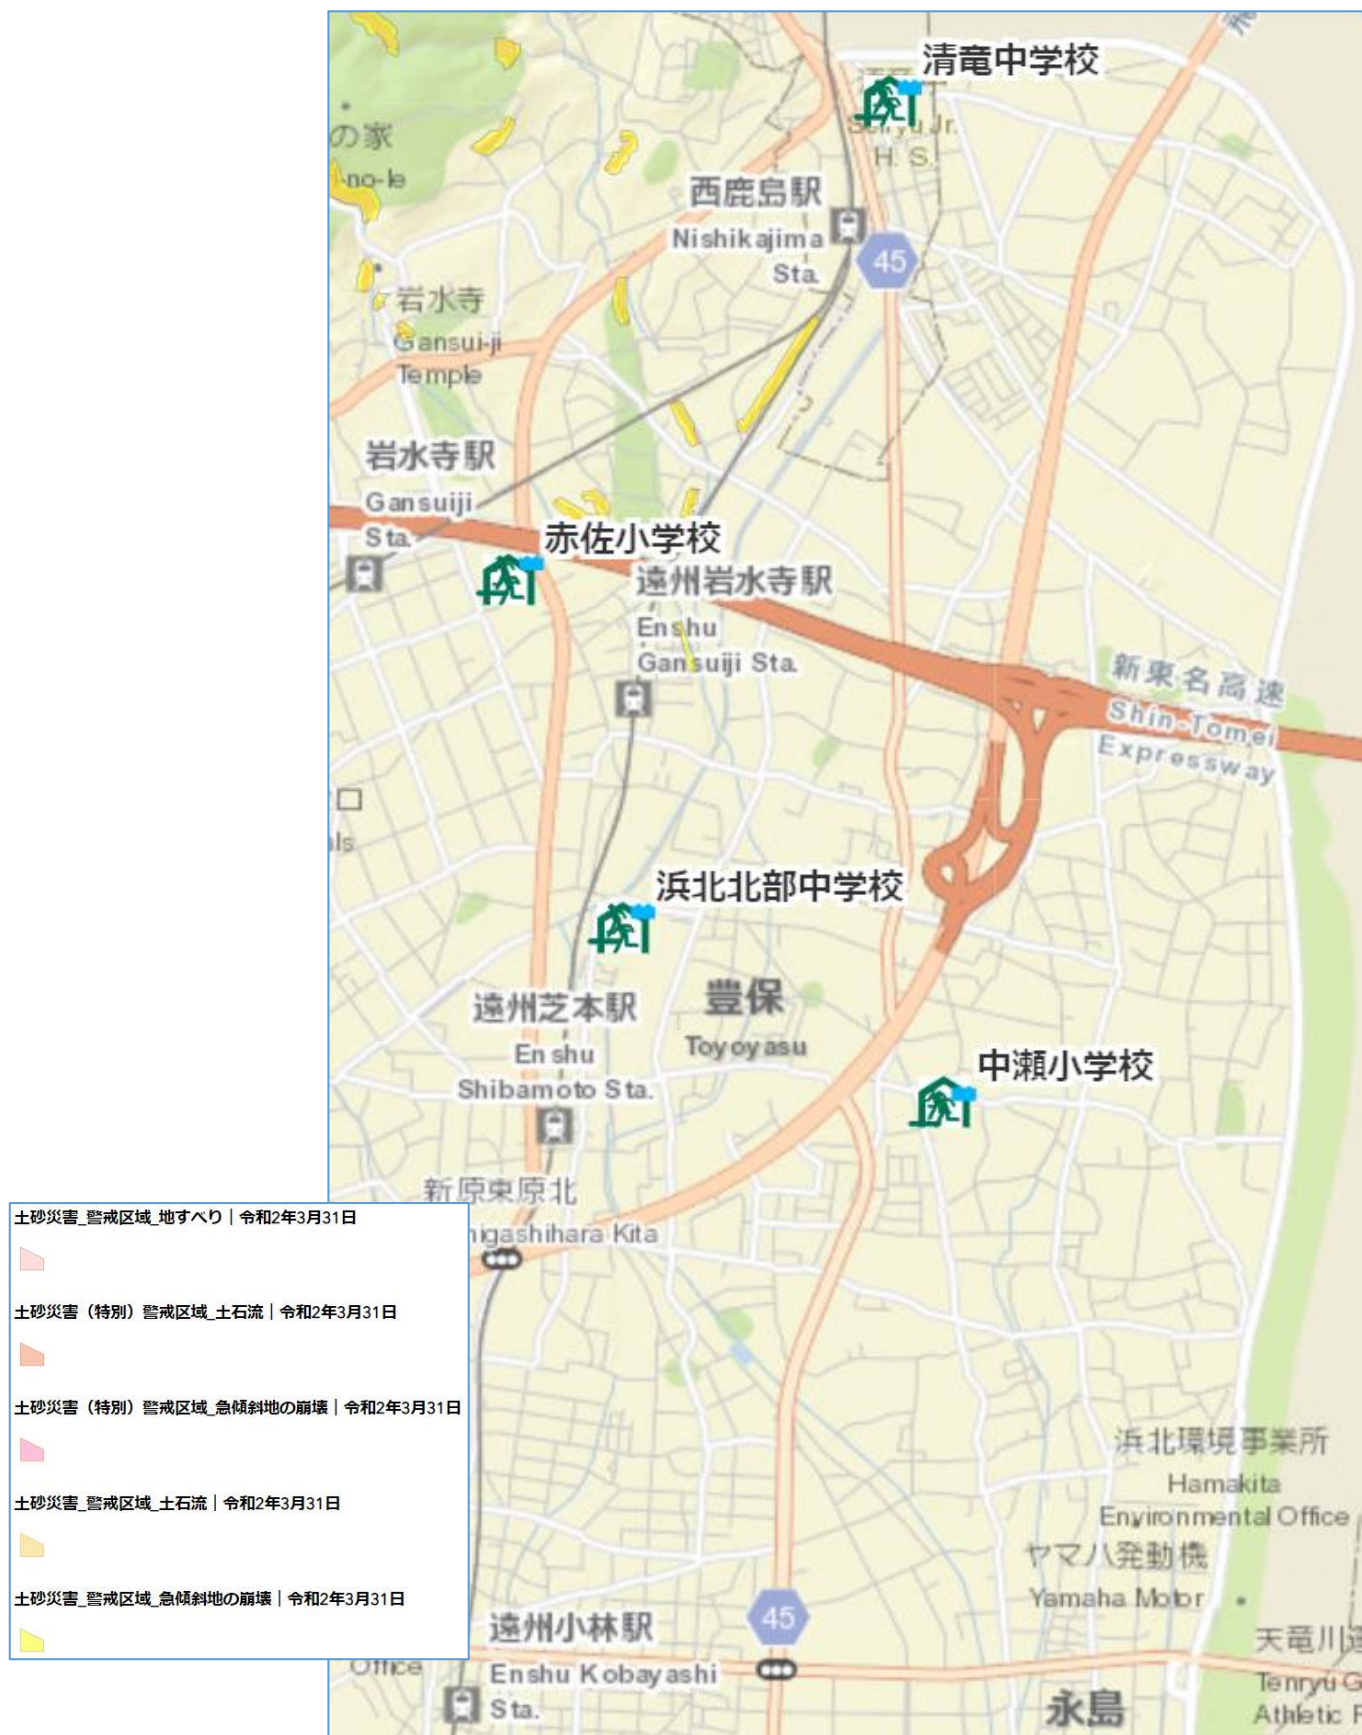 清竜中学校
Seiryu Jr.
H. S.
の家
-no-Ie
西鹿島駅
Nishikajima
Sta.
45
岩水寺
Gansui-ji
Temple
岩水寺駅
Gansuiji
Sta.
赤佐小学校
遠州岩水寺駅
Enshu
Gansuiji Sta.
新東名高速
Shin-Tomei
Expressway
ロ
als
浜北北部中学校
豊保
Toyoyasu
遠州芝本駅
Enshu
Shibamoto Sta.
中瀬小学校
新原東原北
higashihara Kita
土砂災害_警戒区域_地すべり｜令和2年3月31日
土砂災害（特別）警戒区域_土石流｜令和2年3月31日
土砂災害（特別）警戒区域_急傾斜地の崩壊｜令和2年3月31日
土砂災害_警戒区域_土石流｜令和2年3月31日
土砂災害_警戒区域_急傾斜地の崩壊｜令和2年3月31日
浜北環境事業所
Hamakita
Environmental Office
ヤマハ発動機
Yamaha Motor
45
遠州小林駅
Enshu Kobayashi
Sta.
Office
天竜川
Tenryu G
Athletic F
永島